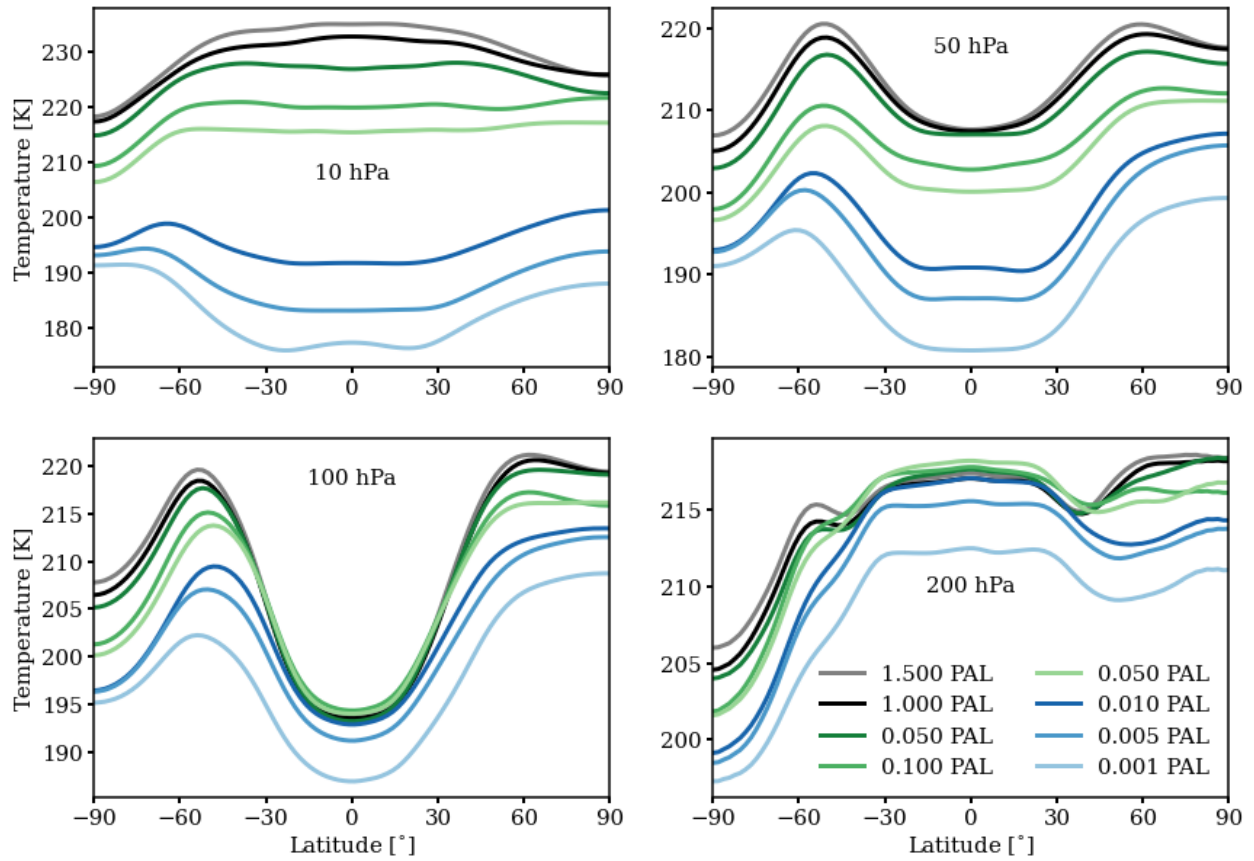 10 hPa
Temperature [K]
230
220
210
200
190
180
−90 −60 −30 0 30 60 90
50 hPa
220
210
200
190
180
−90 −60 −30 0 30 60 90
100 hPa
Temperature [K]
220
215
210
205
200
195
190
−90 −60 −30 0 30 60 90
Latitude [°]
200 hPa
215
210
205
200
1.500 PAL
1.000 PAL
0.050 PAL
0.100 PAL
0.050 PAL
0.010 PAL
0.005 PAL
0.001 PAL
−90 −60 −30 0 30 60 90
Latitude [°]